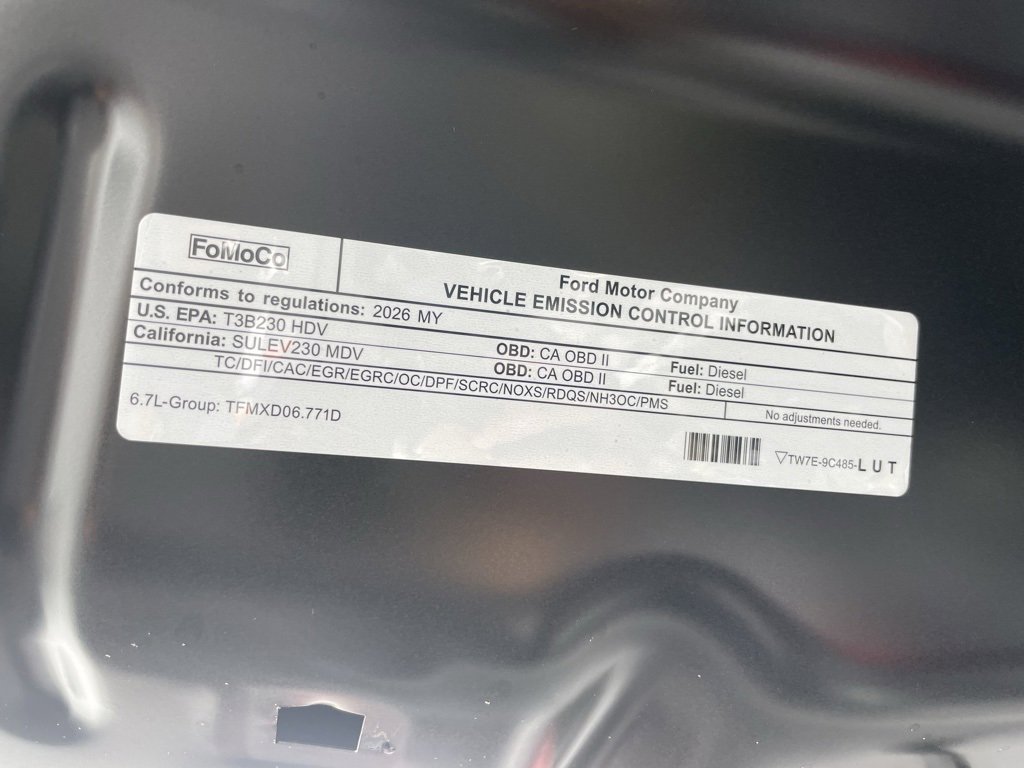 FoMoCo
Ford Motor Company
VEHICLE EMISSION CONTROL INFORMATION
Conforms to regulations: 2026 MY
U.S. EPA: T3B230 HDV OBD: CA OBD II Fuel: Diesel
California: SULEV230 MDV OBD: CA OBD II Fuel: Diesel
TC/DFI/CAC/EGR/EGRC/OC/DPF/SCRC/NOXS/RDQS/NH3OC/PMS
No adjustments needed.
6.7L-Group: TFMXD06.771D
TW7E-9C485-L U T